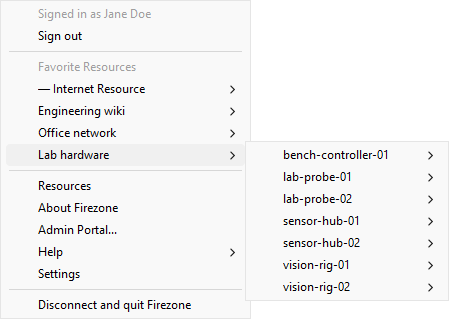 Signed in as Jane Doe
Sign out
Favorite Resources
— Internet Resource
Engineering wiki
Office network
Lab hardware
bench-controller-01
lab-probe-01
lab-probe-02
sensor-hub-01
sensor-hub-02
vision-rig-01
vision-rig-02
Resources
About Firezone
Admin Portal...
Help
Settings
Disconnect and quit Firezone